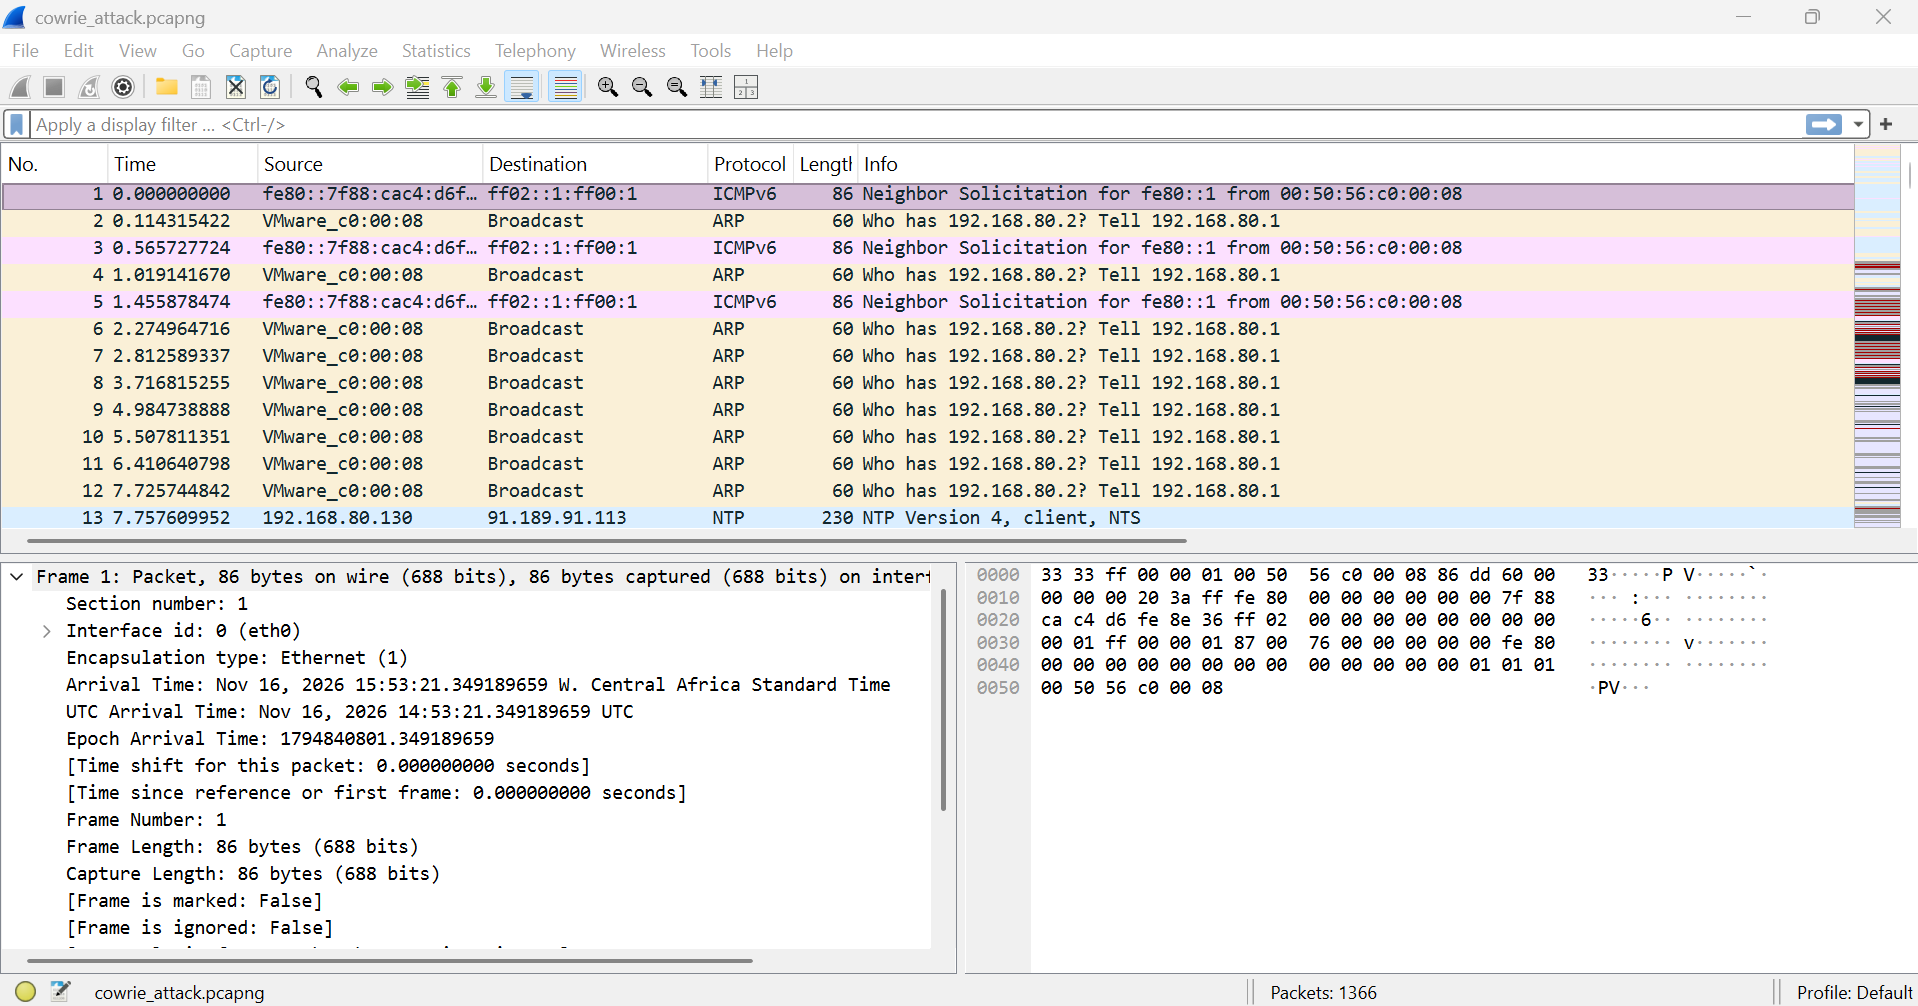 cowrie_attack.pcapng
File Edit View Go Capture Analyze Statistics Telephony Wireless Tools Help
Apply a display filter ... <Ctrl-/>
No. Time Source Destination Protocol Lengtl Info
1 0.000000000 fe80::7f88:cac4:d6f… ff02::1:ff00:1 ICMPv6 86 Neighbor Solicitation for fe80::1 from 00:50:56:c0:00:08
2 0.114315422 VMware_c0:00:08 Broadcast ARP 60 Who has 192.168.80.2? Tell 192.168.80.1
3 0.565727724 fe80::7f88:cac4:d6f… ff02::1:ff00:1 ICMPv6 86 Neighbor Solicitation for fe80::1 from 00:50:56:c0:00:08
4 1.019141670 VMware_c0:00:08 Broadcast ARP 60 Who has 192.168.80.2? Tell 192.168.80.1
5 1.455878474 fe80::7f88:cac4:d6f… ff02::1:ff00:1 ICMPv6 86 Neighbor Solicitation for fe80::1 from 00:50:56:c0:00:08
6 2.274964716 VMware_c0:00:08 Broadcast ARP 60 Who has 192.168.80.2? Tell 192.168.80.1
7 2.812589337 VMware_c0:00:08 Broadcast ARP 60 Who has 192.168.80.2? Tell 192.168.80.1
8 3.716815255 VMware_c0:00:08 Broadcast ARP 60 Who has 192.168.80.2? Tell 192.168.80.1
9 4.984738888 VMware_c0:00:08 Broadcast ARP 60 Who has 192.168.80.2? Tell 192.168.80.1
10 5.507811351 VMware_c0:00:08 Broadcast ARP 60 Who has 192.168.80.2? Tell 192.168.80.1
11 6.410640798 VMware_c0:00:08 Broadcast ARP 60 Who has 192.168.80.2? Tell 192.168.80.1
12 7.725744842 VMware_c0:00:08 Broadcast ARP 60 Who has 192.168.80.2? Tell 192.168.80.1
13 7.757609952 192.168.80.130 91.189.91.113 NTP 230 NTP Version 4, client, NTS
Frame 1: Packet, 86 bytes on wire (688 bits), 86 bytes captured (688 bits) on interf
Section number: 1
Interface id: 0 (eth0)
Encapsulation type: Ethernet (1)
Arrival Time: Nov 16, 2026 15:53:21.349189659 W. Central Africa Standard Time
UTC Arrival Time: Nov 16, 2026 14:53:21.349189659 UTC
Epoch Arrival Time: 1794840801.349189659
[Time shift for this packet: 0.000000000 seconds]
[Time since reference or first frame: 0.000000000 seconds]
Frame Number: 1
Frame Length: 86 bytes (688 bits)
Capture Length: 86 bytes (688 bits)
[Frame is marked: False]
[Frame is ignored: False]
0000 33 33 ff 00 00 01 00 50 56 c0 00 08 86 dd 60 00 33·····P V·····`·
0010 00 00 00 20 3a ff fe 80 00 00 00 00 00 00 7f 88 ··· :··· ········
0020 ca c4 d6 fe 8e 36 ff 02 00 00 00 00 00 00 00 00 ·····6·· ········
0030 00 01 ff 00 00 01 87 00 76 00 00 00 00 00 fe 80 ········ v·······
0040 00 00 00 00 00 00 00 00 00 00 00 00 00 01 01 01 ········ ········
0050 00 50 56 c0 00 08 ·PV···
cowrie_attack.pcapng
Packets: 1366
Profile: Default